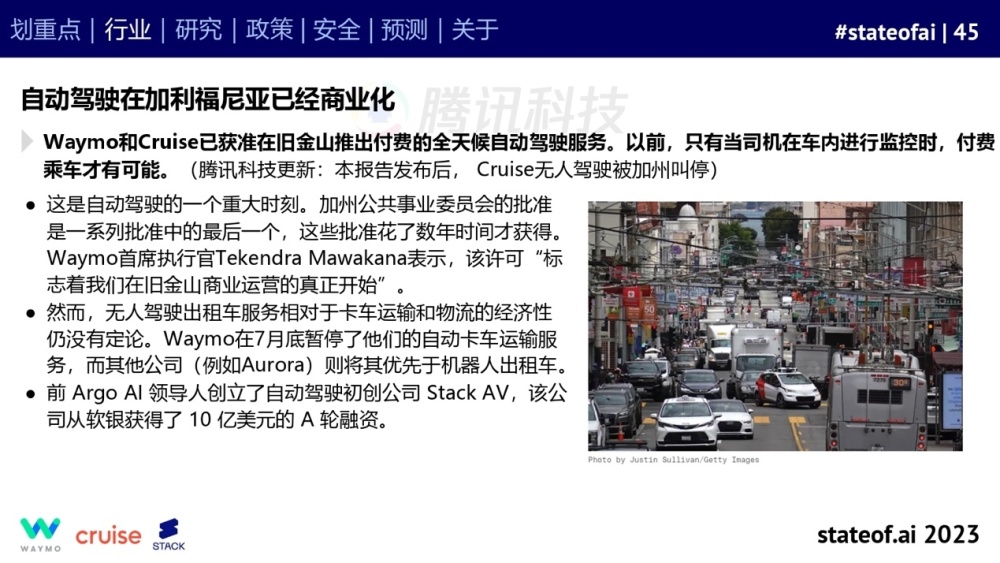 划重点 | 行业 | 研究 | 政策 | 安全 | 预测 | 关于
#stateofai | 45
腾讯科技
自动驾驶在加利福尼亚已经商业化
Waymo和Cruise已获准在旧金山推出付费的全天候自动驾驶服务。以前，只有当司机在车内进行监控时，付费
乘车才有可能。（腾讯科技更新：本报告发布后， Cruise无人驾驶被加州叫停）
● 这是自动驾驶的一个重大时刻。加州公共事业委员会的批准
是一系列批准中的最后一个，这些批准花了数年时间才获得。
Waymo首席执行官Tekendra Mawakana表示，该许可“标
志着我们在旧金山商业运营的真正开始”。
● 然而，无人驾驶出租车服务相对于卡车运输和物流的经济性
仍没有定论。Waymo在7月底暂停了他们的自动卡车运输服
务，而其他公司（例如Aurora）则将其优先于机器人出租车。
● 前 Argo AI 领导人创立了自动驾驶初创公司 Stack AV，该公
司从软银获得了 10 亿美元的 A 轮融资。
30
Photo by Justin Sullivan/Getty Images
WAYMO
cruise
STACK
stateof.ai 2023